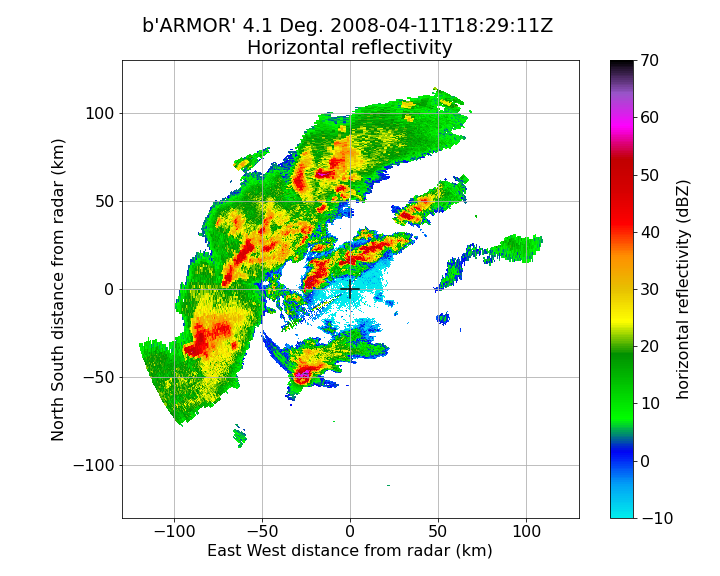 b'ARMOR' 4.1 Deg. 2008-04-11T18:29:11Z
Horizontal reflectivity
100
50
0
−50
−100
North South distance from radar (km)
−100 −50 0 50 100
East West distance from radar (km)
70
60
50
40
30
20
10
0
−10
horizontal reflectivity (dBZ)